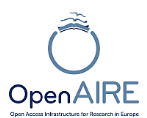 OpenAIRE
Open Access Infrastructure for Research in Europe